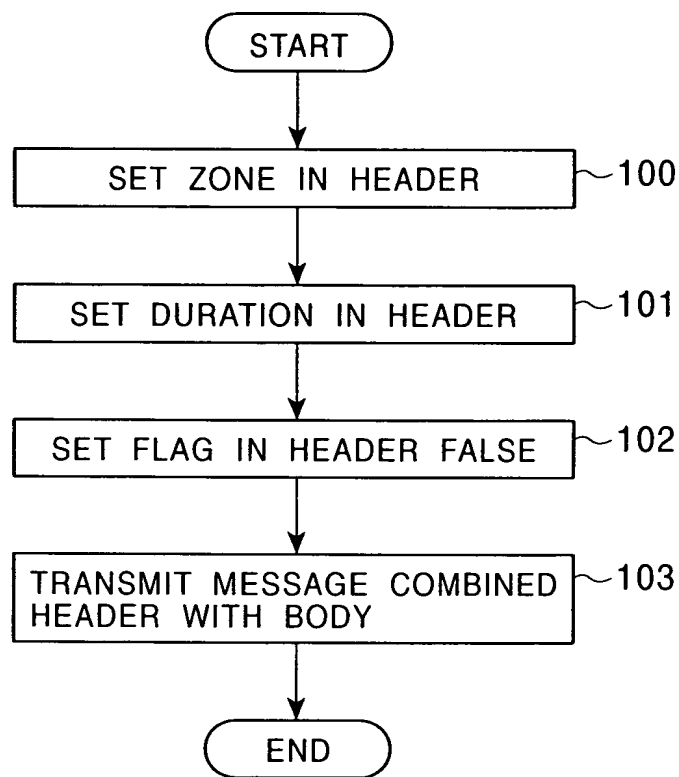 START
SET ZONE IN HEADER
100
SET DURATION IN HEADER
101
SET FLAG IN HEADER FALSE
102
TRANSMIT MESSAGE COMBINED
HEADER WITH BODY
103
END